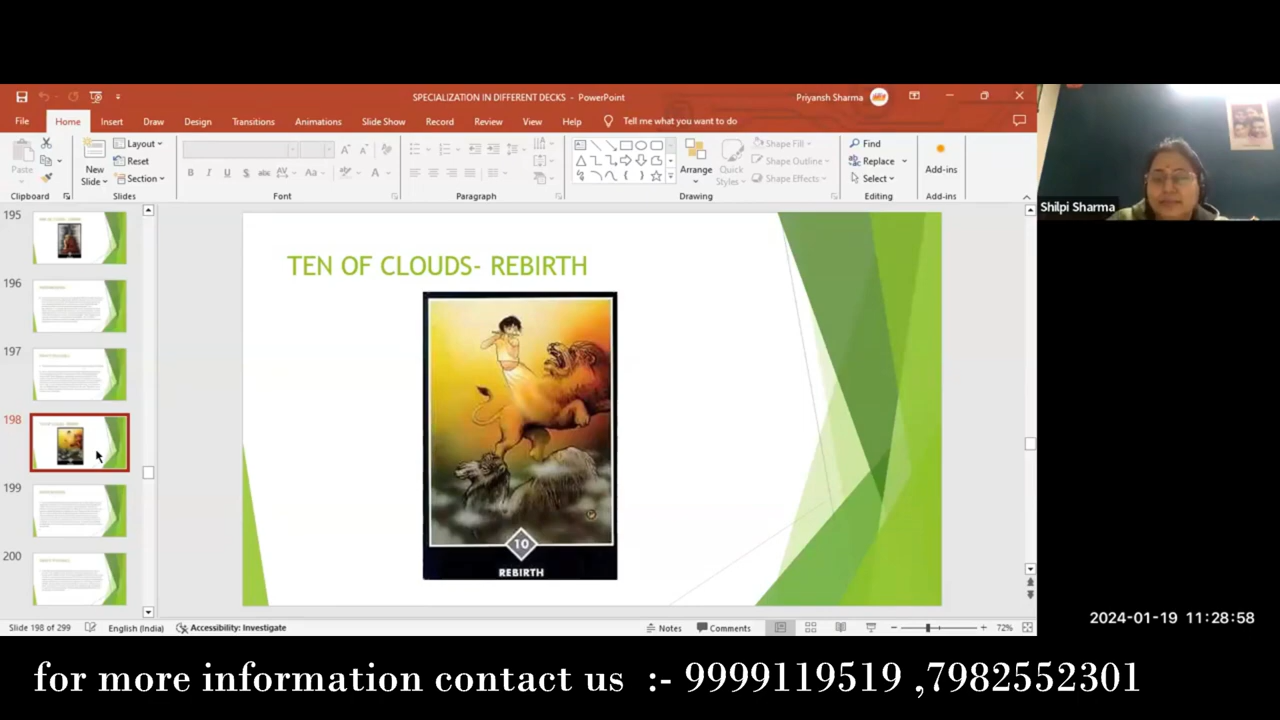 SPECIALIZATION IN DIFFERENT DECKS - PowerPoint
Priyansh Sharma
File Home Insert Draw Design Transitions Animations Slide Show Record Review View Help Tell me what you want to do
Paste
New Slide
Layout
Reset
Section
B I U S AV Aa A
Arrange
Quick Styles
Shape Fill
Shape Outline
Shape Effects
Find
Replace
Select
Add-ins
Clipboard Slides Font Paragraph Drawing Editing Add-ins
Shilpi Sharma
195
196
197
198
199
200
TEN OF CLOUDS- REBIRTH
10
REBIRTH
Slide 198 of 299 English (India) Accessibility: Investigate Notes Comments 72%
2024-01-19 11:28:58
for more information contact us :- 9999119519 ,7982552301